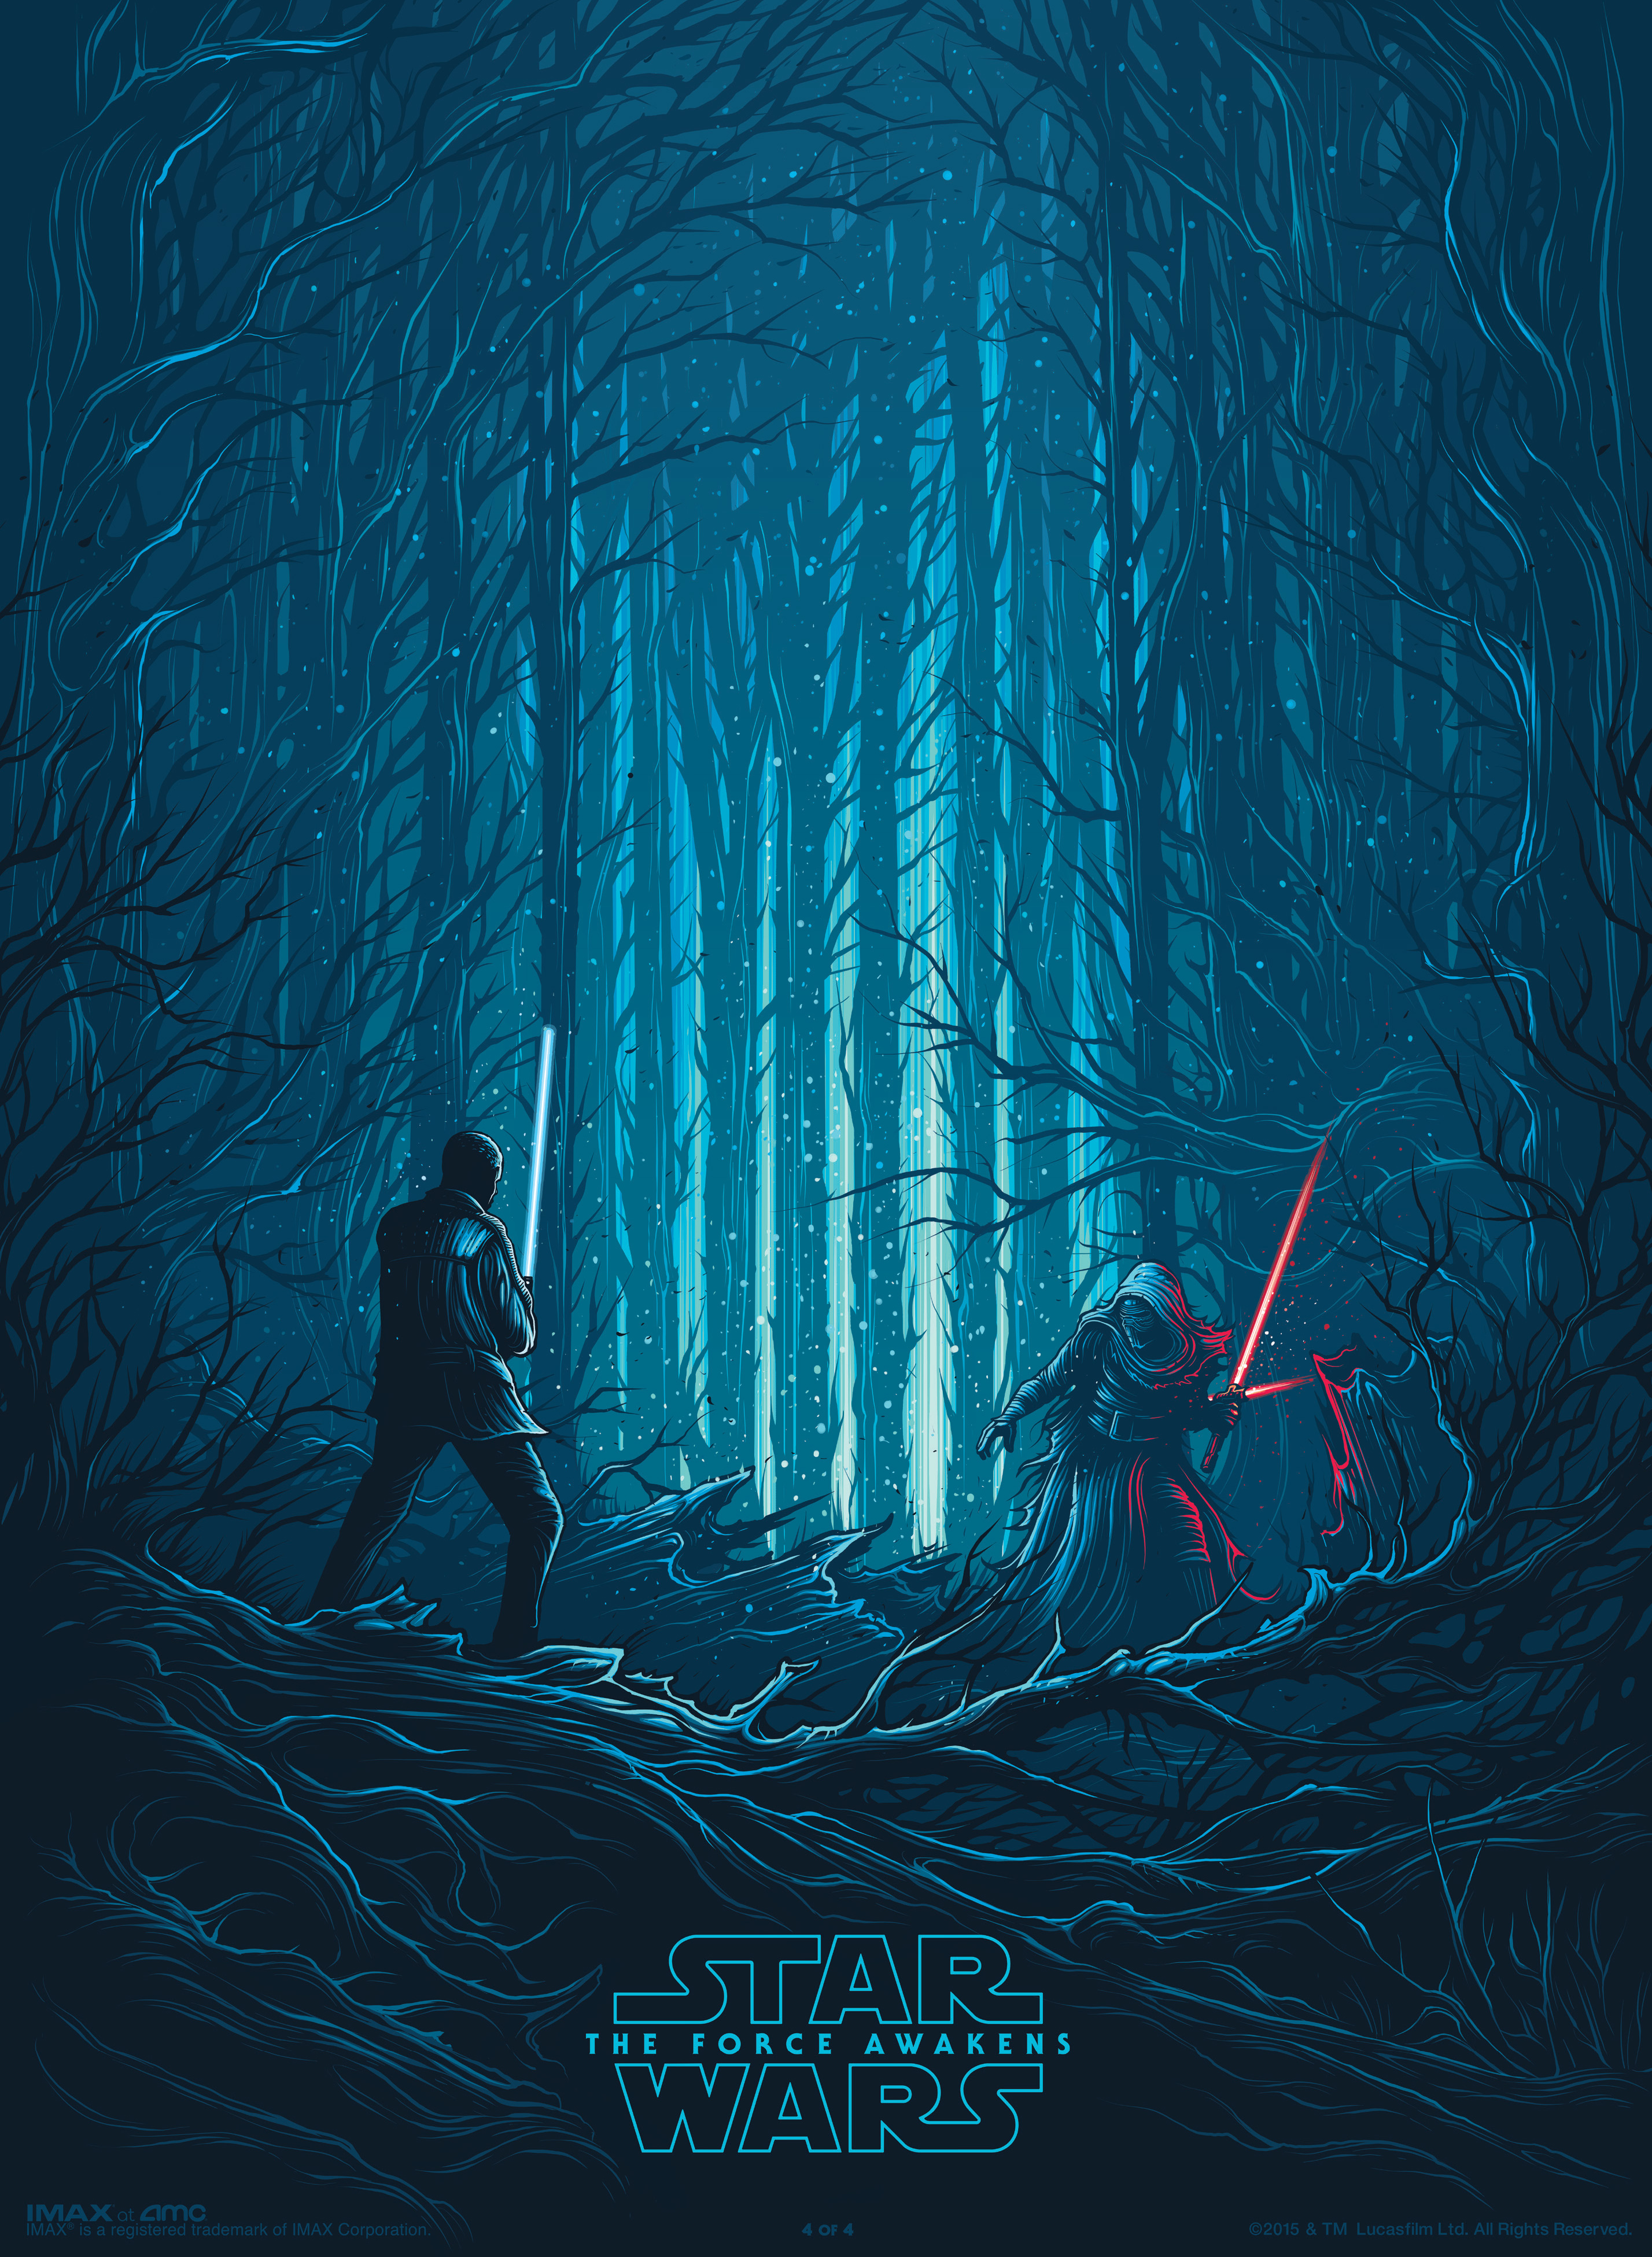 STAR
THE FORCE AWAKENS
WARS
IMAX® at amc
IMAX® is a registered trademark of IMAX Corporation.
4 OF 4
©2015 & TM Lucasfilm Ltd. All Rights Reserved.